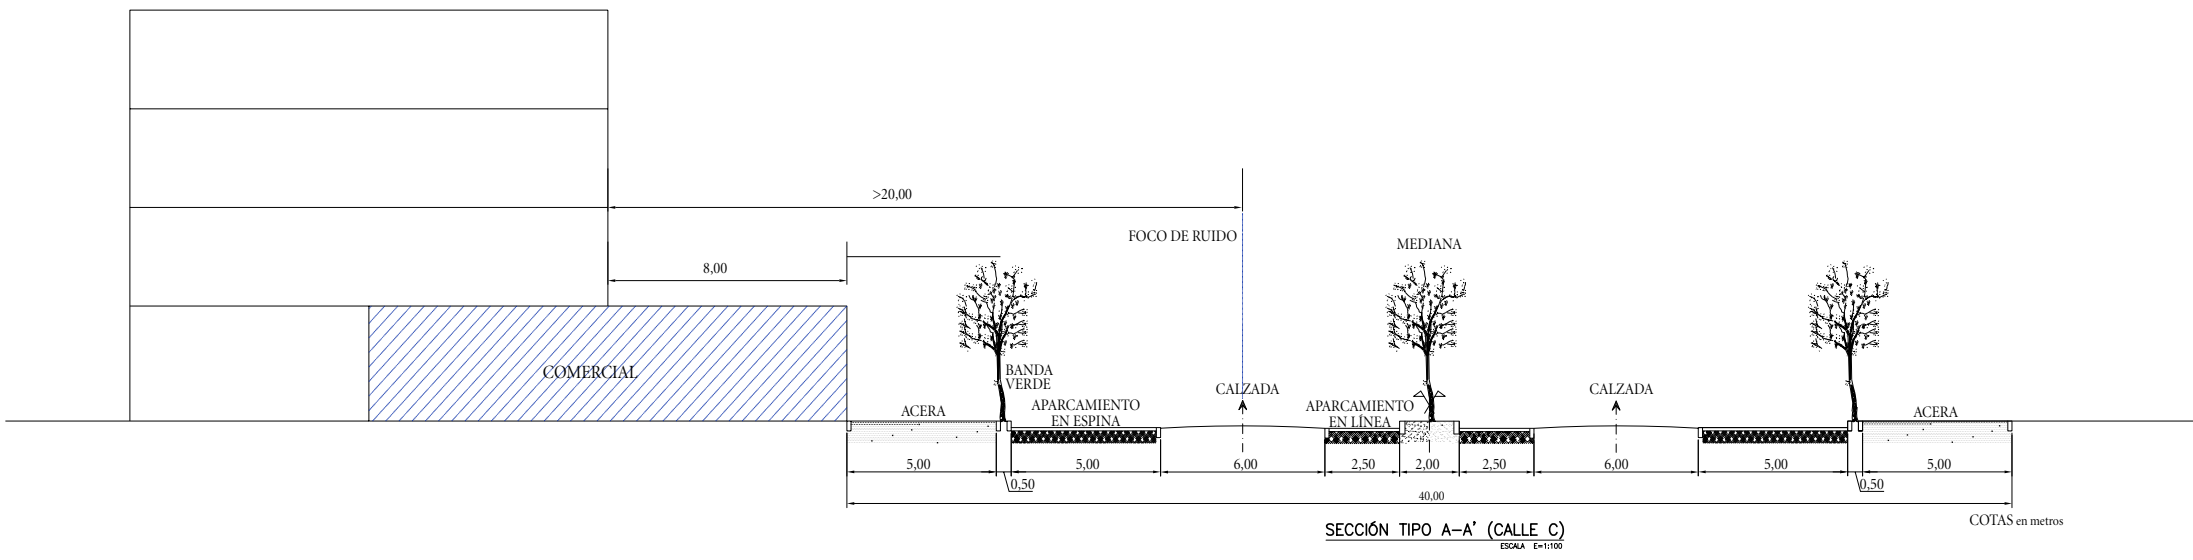 >20,00
FOCO DE RUIDO
MEDIANA
8,00
COMERCIAL
BANDA
VERDE
ACERA
APARCAMIENTO
EN ESPINA
CALZADA
APARCAMIENTO
EN LÍNEA
CALZADA
ACERA
5,00
5,00
6,00
2,50
2,00
2,50
6,00
5,00
5,00
0,50
0,50
40,00
COTAS en metros
SECCIÓN TIPO A-A' (CALLE C)
ESCALA E=1:100